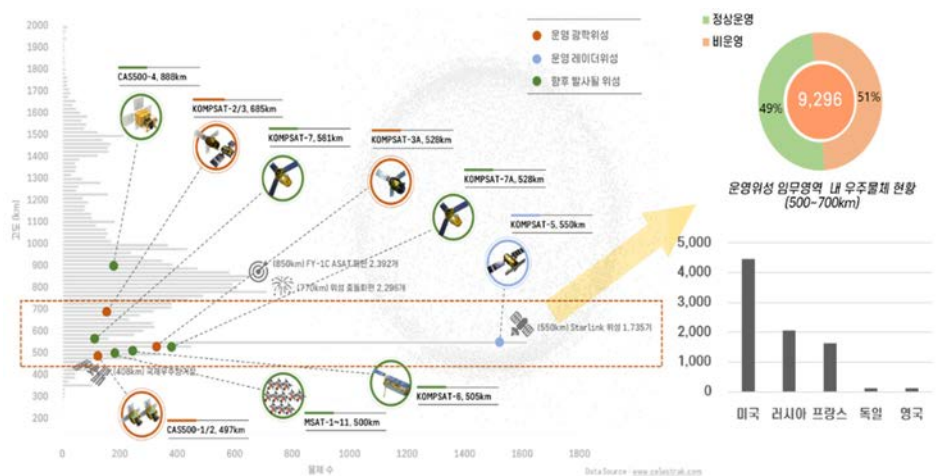 운영 광학위성
운영 레이더위성
향후 발사될 위성
정상운영
비운영
49%
9,296
51%
운영위성 임무영역 내 우주물체 현황
(500~700km)
CAS500-4, 888km
KOMPSAT-2/3, 685km
KOMPSAT-7, 561km
KOMPSAT-3A, 528km
KOMPSAT-7A, 528km
KOMPSAT-5, 550km
(850km) FY-1C ASAT 파편 2,392개
(770km) 위성 충돌파편 2,296개
(550km) Starlink 위성 1,735개
(408km) 국제우주정거장
KOMPSAT-6, 505km
MSAT-1~11, 500km
CAS500-1/2, 497km
고도 (km)
2000
1900
1800
1700
1600
1500
1400
1300
1200
1100
1000
900
800
700
600
500
400
300
200
0
200
400
600
800
1000
1200
1400
1600
1800
물체 수
Data Source : www.celestrak.com
5,000
4,000
3,000
2,000
1,000
0
미국
러시아
프랑스
독일
영국